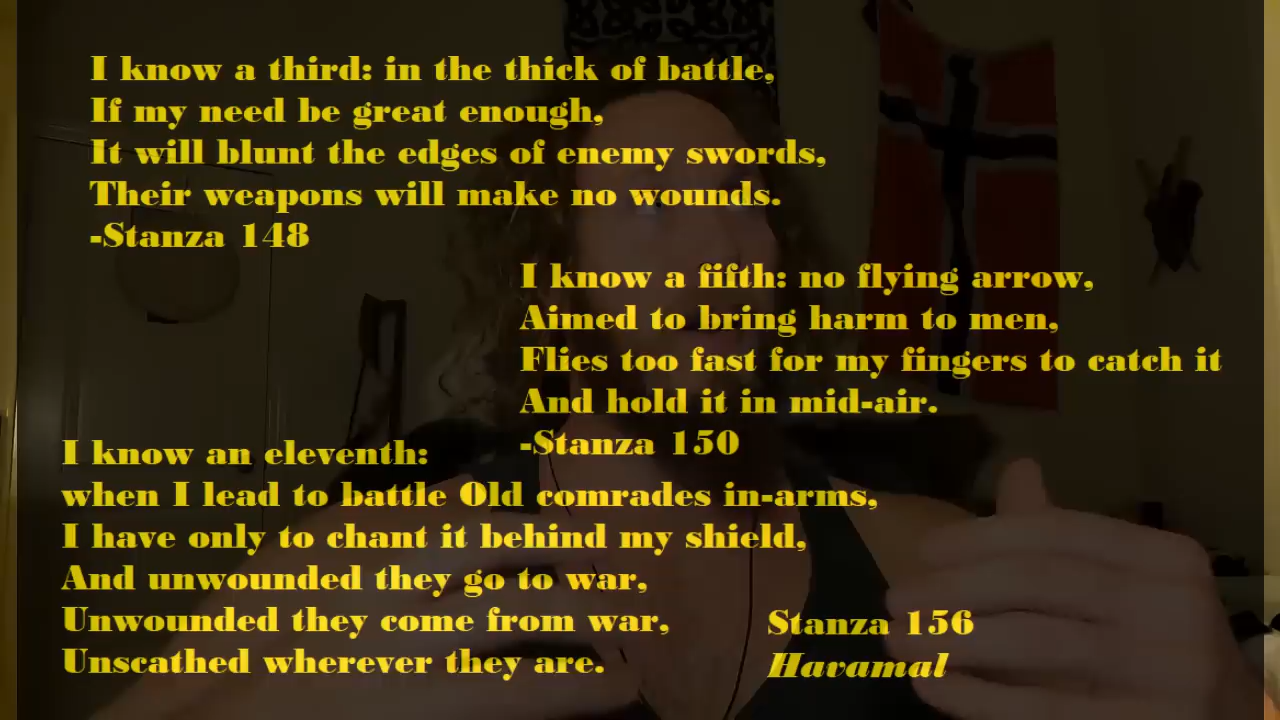 I know a third: in the thick of battle,
If my need be great enough,
It will blunt the edges of enemy swords,
Their weapons will make no wounds.
-Stanza 148
I know a fifth: no flying arrow,
Aimed to bring harm to men,
Flies too fast for my fingers to catch it
And hold it in mid-air.
-Stanza 150
I know an eleventh:
when I lead to battle Old comrades in-arms,
I have only to chant it behind my shield,
And unwounded they go to war,
Unwounded they come from war,
Unscathed wherever they are.
Stanza 156
Havamal